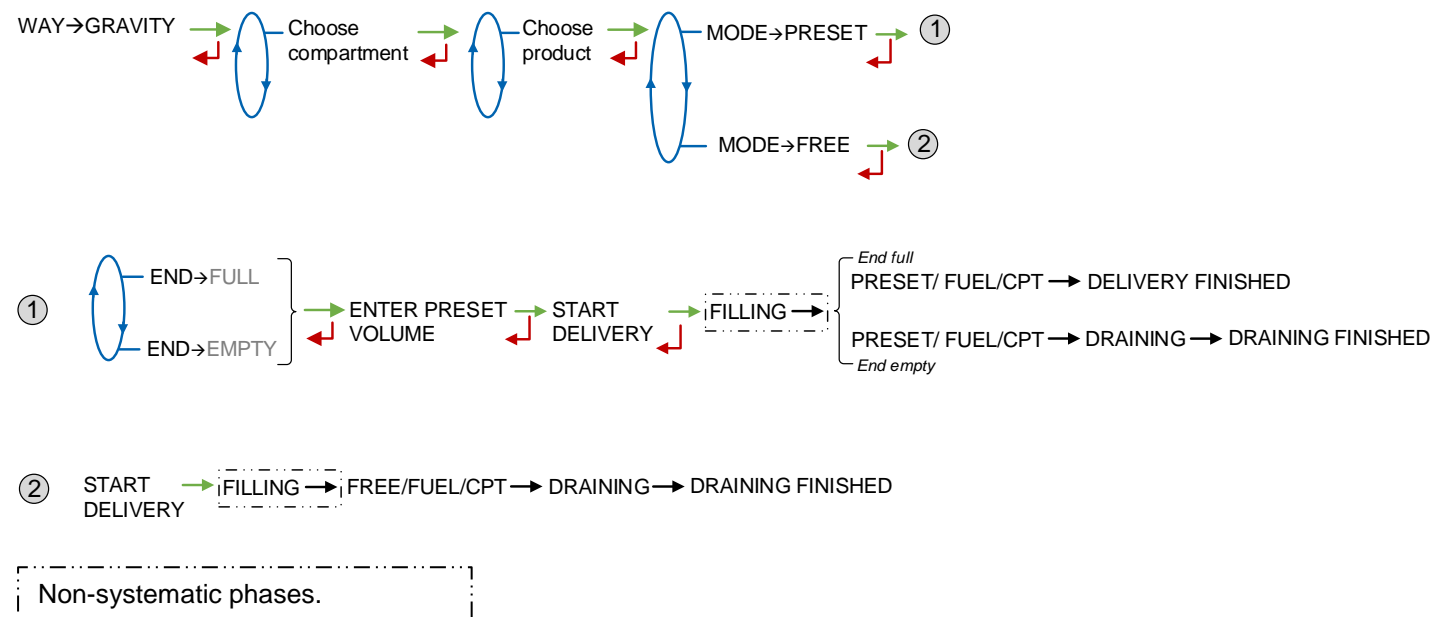 WAY→GRAVITY
Choose
compartment
Choose
product
MODE→PRESET
1
MODE→FREE
2
1
END→FULL
END→EMPTY
ENTER PRESET
VOLUME
START
DELIVERY
FILLING
End full
PRESET/ FUEL/CPT
DELIVERY FINISHED
PRESET/ FUEL/CPT
DRAINING
DRAINING FINISHED
End empty
2
START
DELIVERY
FILLING
FREE/FUEL/CPT
DRAINING
DRAINING FINISHED
Non-systematic phases.